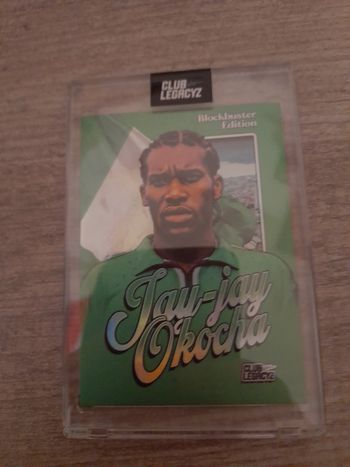 CLUB
LEGACYZ
Blockbuster
Edition
Jay-jay
Okocha
CLUB
LEGACYZ